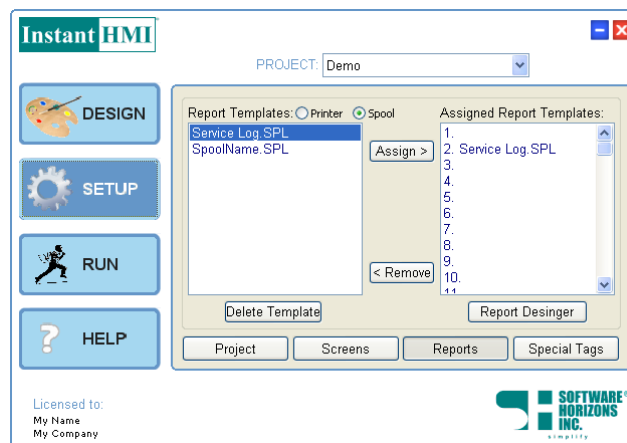 Instant HMI
PROJECT: Demo
DESIGN
SETUP
RUN
HELP
Report Templates: Printer Spool
Service Log.SPL
SpoolName.SPL
Assign >
< Remove
Delete Template
Assigned Report Templates:
1.
2. Service Log.SPL
3.
4.
5.
6.
7.
8.
9.
10.
11.
Report Desinger
Project Screens Reports Special Tags
Licensed to:
My Name
My Company
SOFTWARE
HORIZONS
INC.
simplify